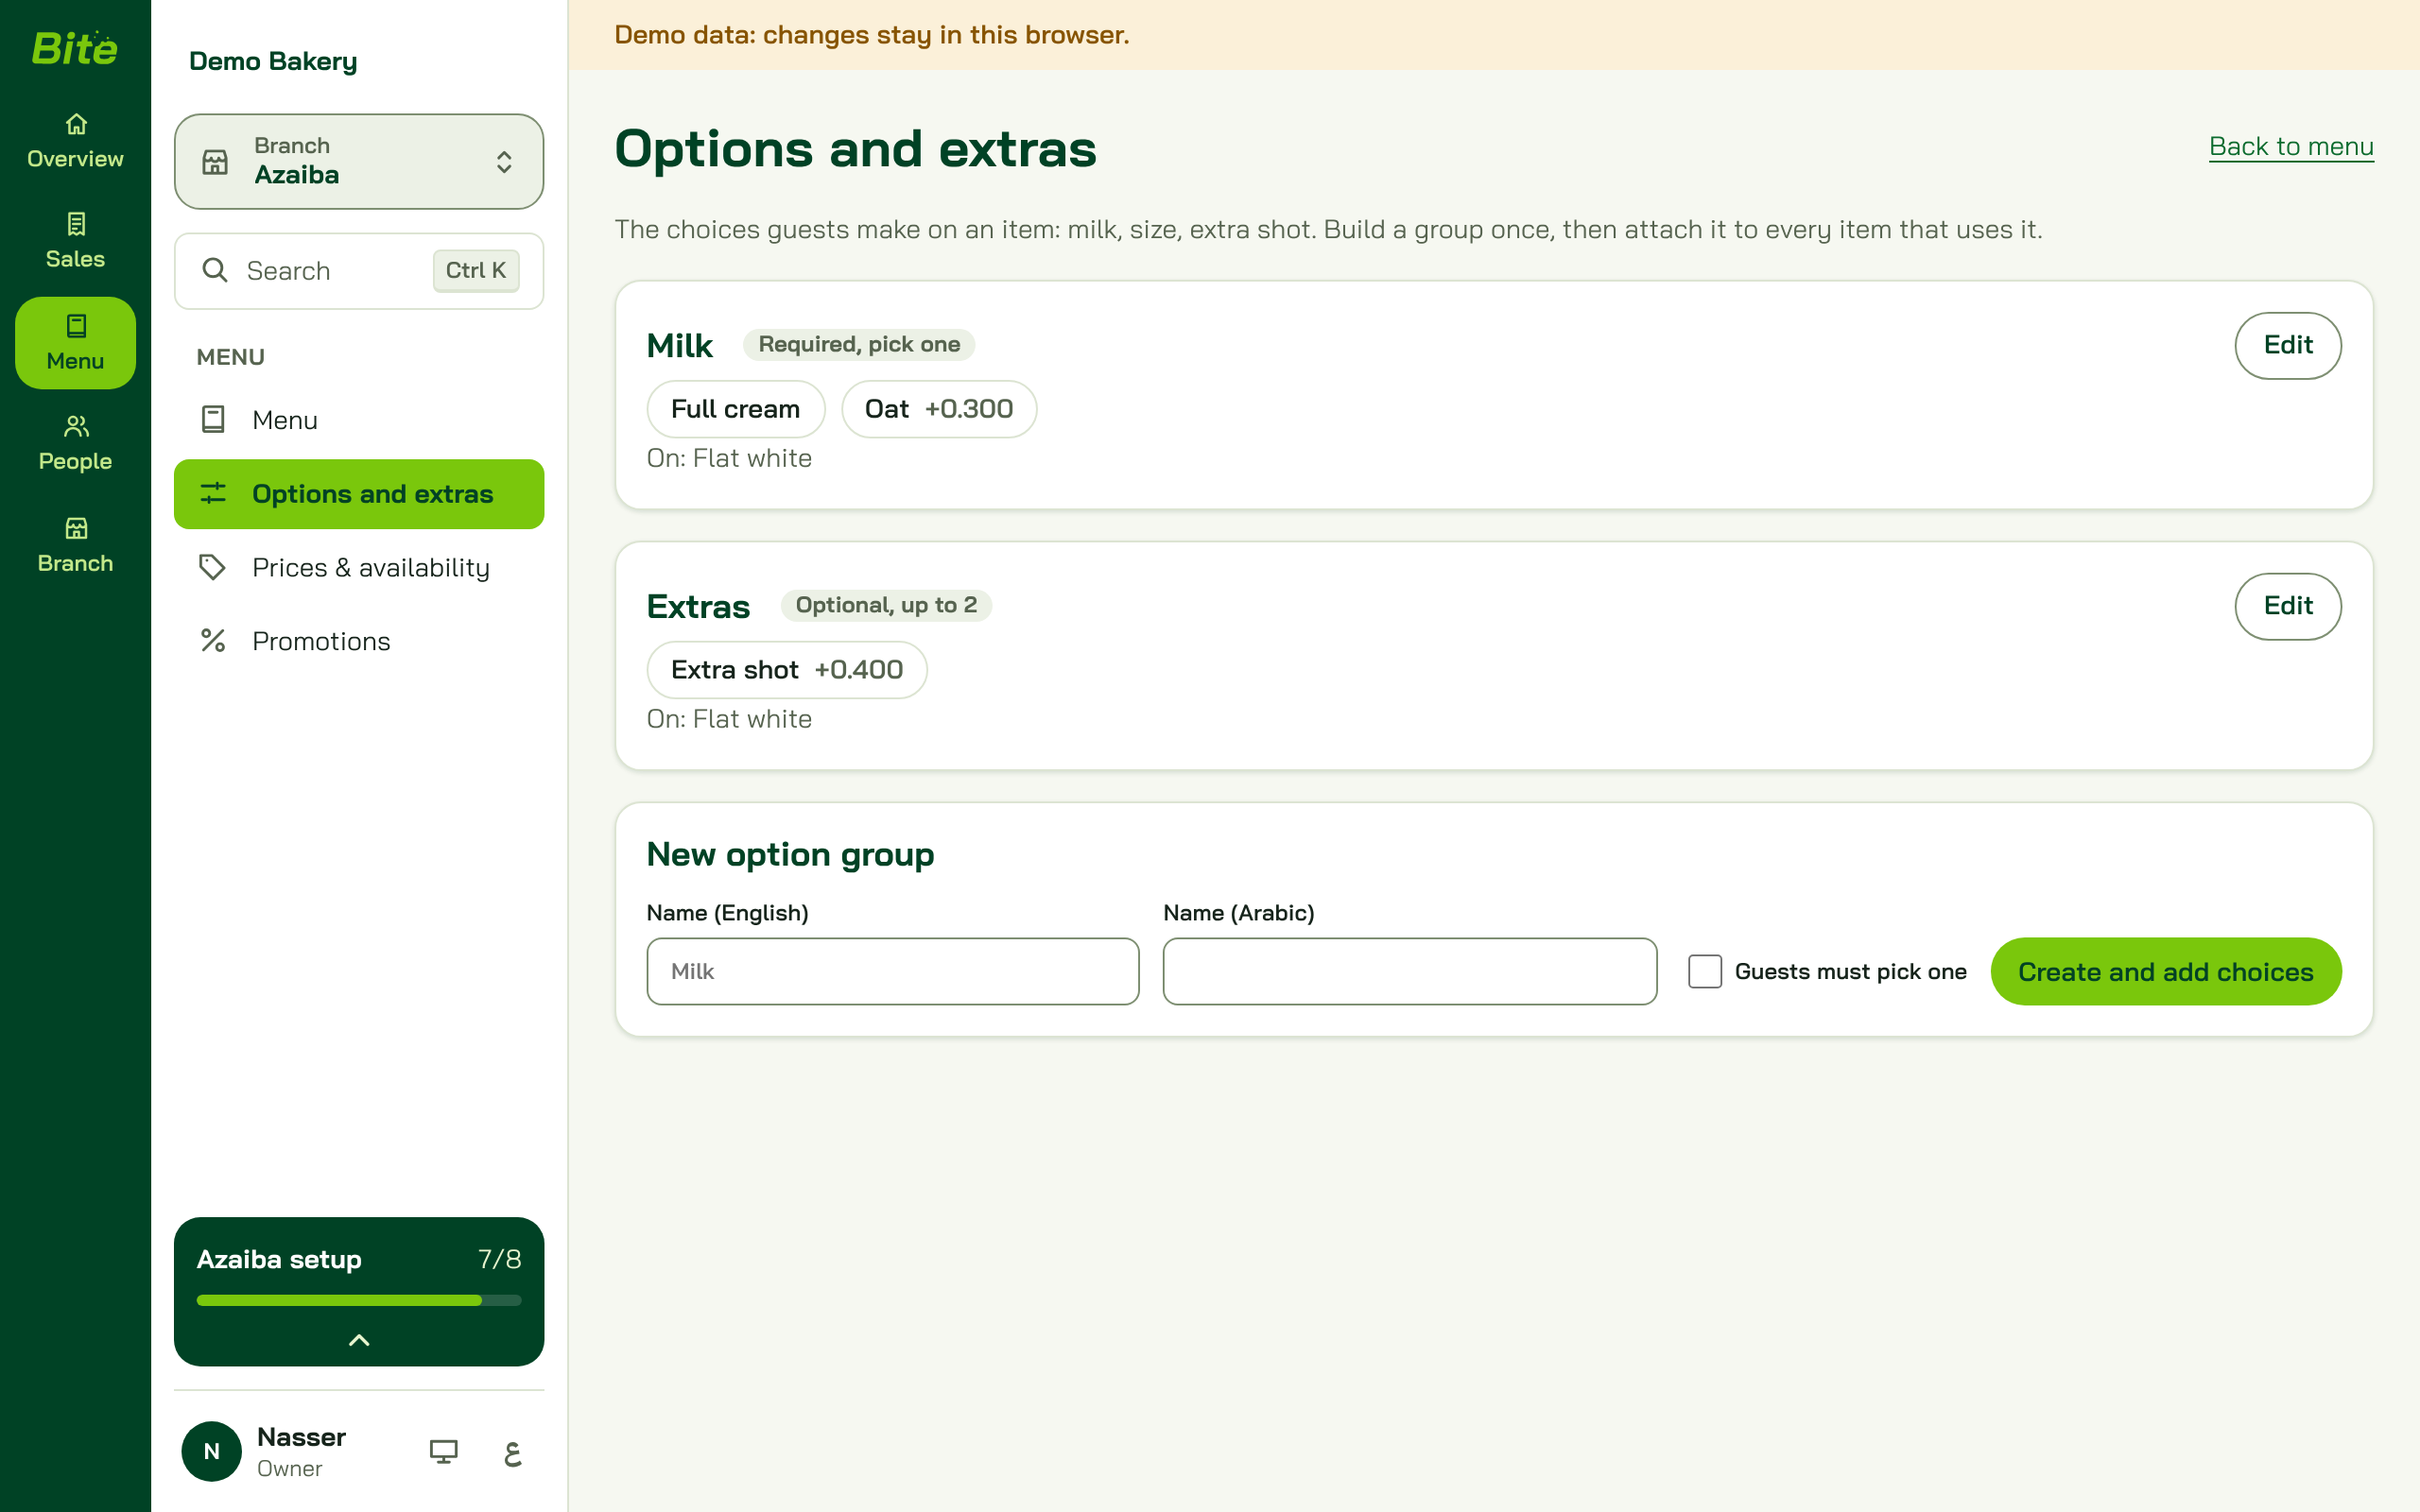 Bite
Overview
Sales
Menu
People
Branch
Demo Bakery
Branch
Azaiba
Search Ctrl K
MENU
Menu
Options and extras
Prices & availability
Promotions
Azaiba setup 7/8
N
Nasser
Owner
ع
Demo data: changes stay in this browser.
Options and extras
Back to menu
The choices guests make on an item: milk, size, extra shot. Build a group once, then attach it to every item that uses it.
Milk Required, pick one
Edit
Full cream Oat +0.300
On: Flat white
Extras Optional, up to 2
Edit
Extra shot +0.400
On: Flat white
New option group
Name (English) Name (Arabic)
Milk Guests must pick one Create and add choices